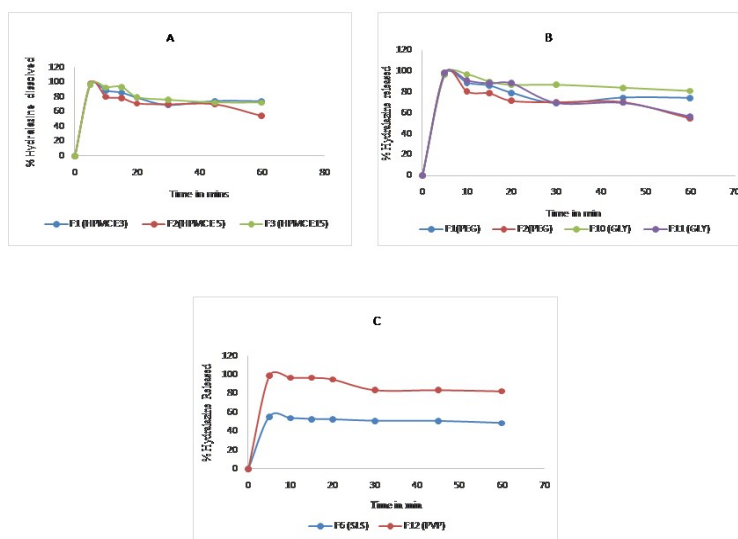 A
% Hydralazine dissolved
120
100
80
60
40
20
0
0 20 40 60 80
Time in mins
F1 (HPMCE3) F2(HPMCE5) F3 (HPMCE15)
B
% Hydralazine released
120
100
80
60
40
20
0
0 10 20 30 40 50 60 70
Time in min
F1(PEG) F2(PEG) F10 (GLY) F11 (GLY)
C
% Hydralazine Released
120
100
80
60
40
20
0
0 10 20 30 40 50 60 70
Time in min
F6 (SLS) F12 (PVP)